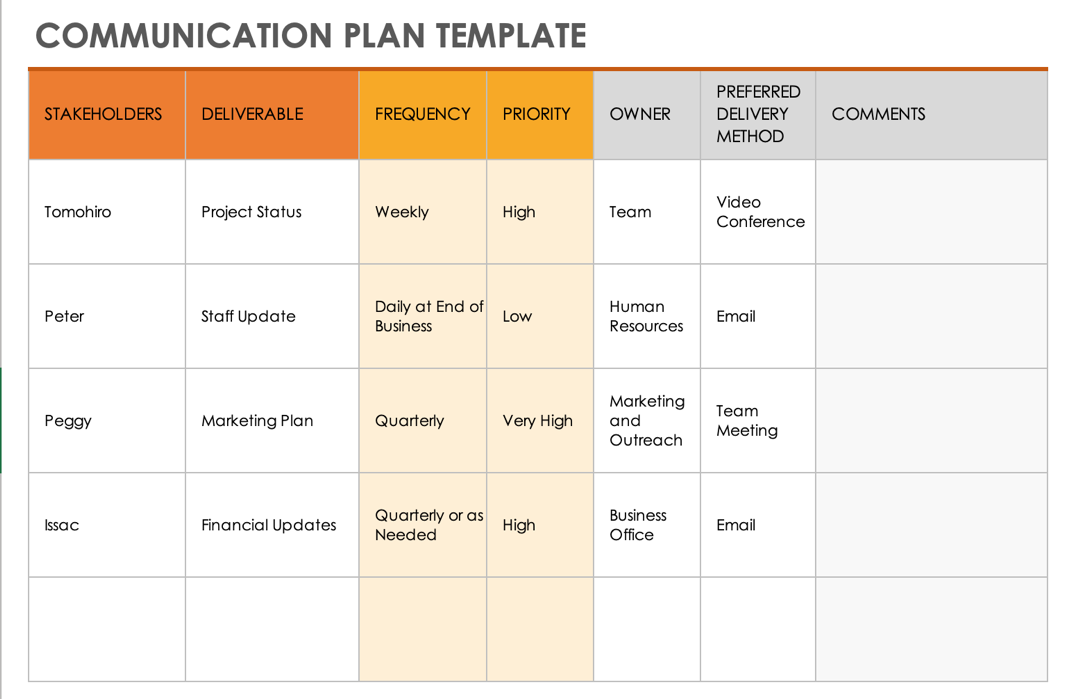 COMMUNICATION PLAN TEMPLATE
STAKEHOLDERS
DELIVERABLE
FREQUENCY
PRIORITY
OWNER
PREFERRED
DELIVERY
METHOD
COMMENTS
Tomohiro
Project Status
Weekly
High
Team
Video
Conference
Peter
Staff Update
Daily at End of
Business
Low
Human
Resources
Email
Peggy
Marketing Plan
Quarterly
Very High
Marketing
and
Outreach
Team
Meeting
Issac
Financial Updates
Quarterly or as
Needed
High
Business
Office
Email